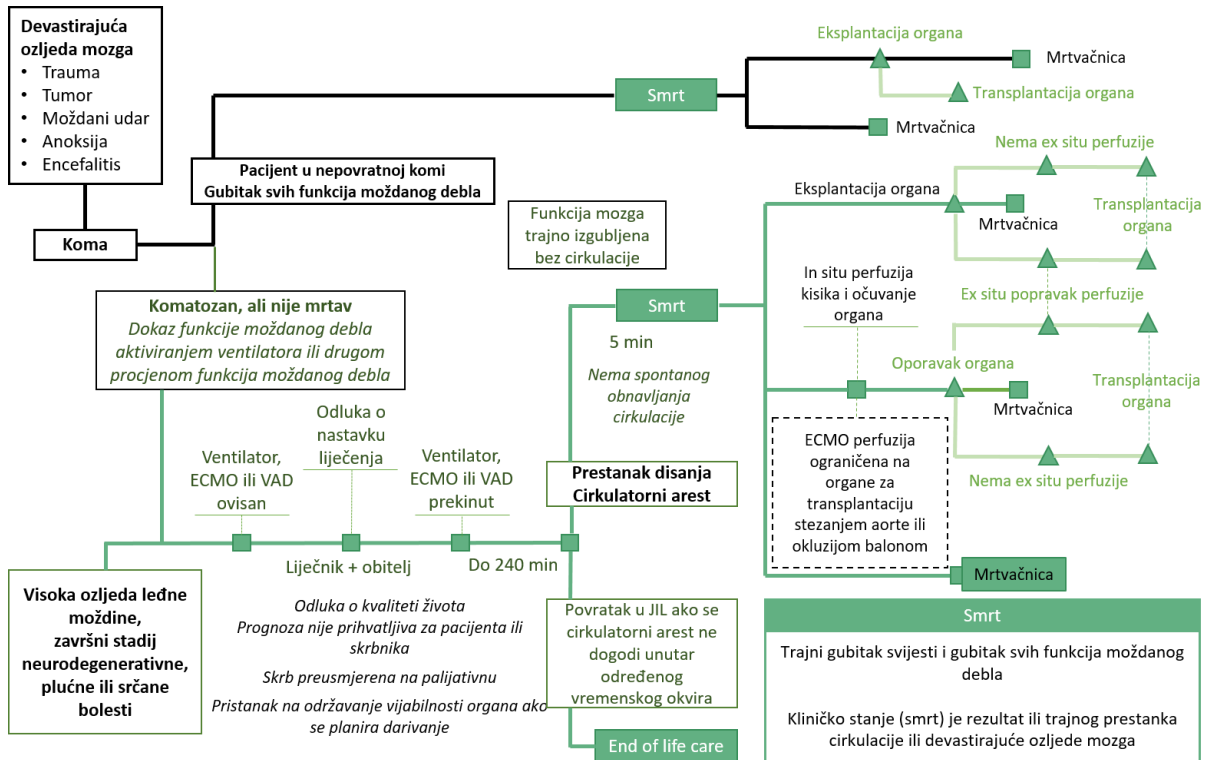 Devastirajuća
ozljeda mozga
• Trauma
• Tumor
• Moždani udar
• Anoksija
• Encefalitis
Koma
Pacijent u nepovratnoj komi
Gubitak svih funkcija moždanog debla
Smrt
Eksplantacija organa
Mrtvačnica
Transplantacija organa
Mrtvačnica
Komatozan, ali nije mrtav
Dokaz funkcije moždanog debla
aktiviranjem ventilatora ili drugom
procjenom funkcija moždanog debla
Funkcija mozga
trajno izgubljena
bez cirkulacije
Smrt
5 min
Nema spontanog
obnavljanja
cirkulacije
Prestanak disanja
Cirkulatorni arest
Nema ex situ perfuzije
Eksplantacija organa
Mrtvačnica
Transplantacija
organa
In situ perfuzija
kisika i očuvanje
organa
Ex situ popravak perfuzije
Oporavak organa
Mrtvačnica
Transplantacija
organa
Nema ex situ perfuzije
ECMO perfuzija
ograničena na
organe za
transplantaciju
stezanjem aorte ili
okluzijom balonom
Mrtvačnica
Ventilator,
ECMO ili VAD
ovisan
Odluka o
nastavku
liječenja
Ventilator,
ECMO ili VAD
prekinut
Liječnik + obitelj
Do 240 min
Visoka ozljeda leđne
moždine,
završni stadij
neurodegenerativne,
plućne ili srčane
bolesti
Odluka o kvaliteti života
Prognoza nije prihvatljiva za pacijenta ili
skrbnika
Skrb preusmjerena na palijativnu
Pristanak na održavanje vijabilnosti organa ako
se planira darivanje
Povratak u JIL ako se
cirkulatorni arest ne
dogodi unutar
određenog
vremenskog okvira
End of life care
Smrt
Trajni gubitak svijesti i gubitak svih funkcija moždanog
debla
Kliničko stanje (smrt) je rezultat ili trajnog prestanka
cirkulacije ili devastirajuće ozljede mozga